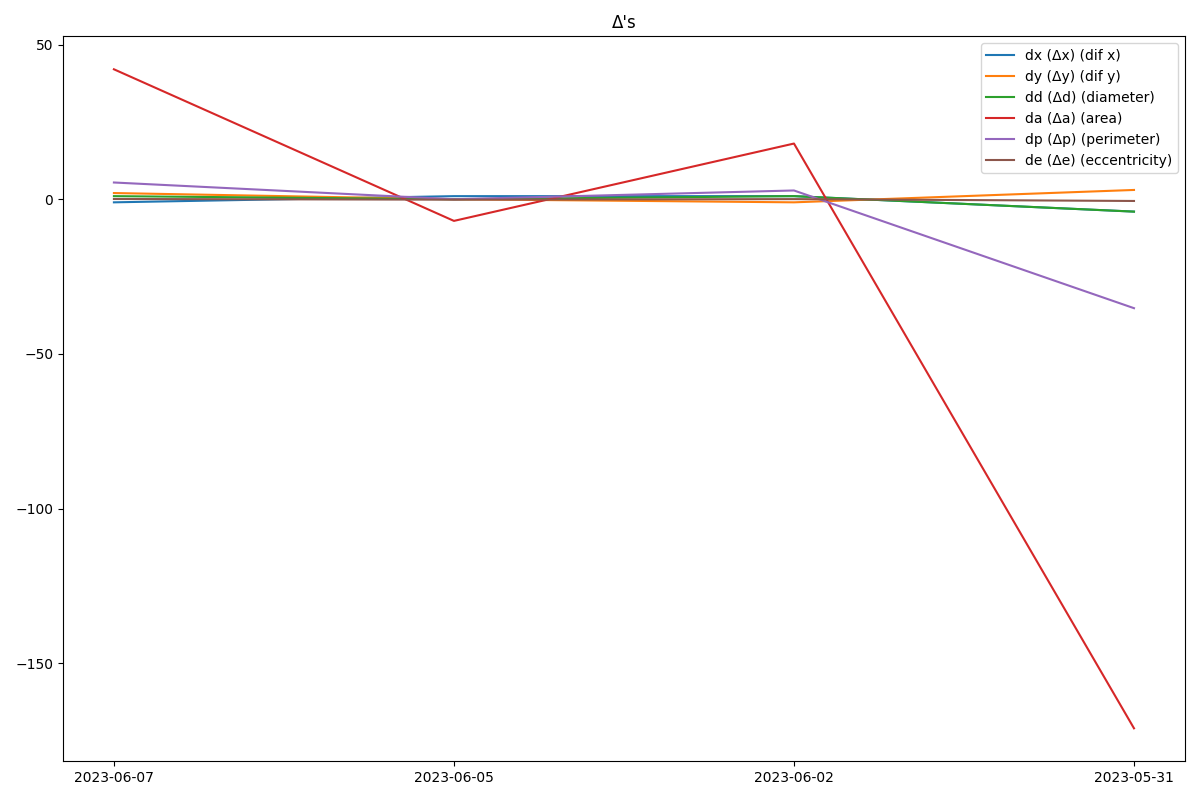 Δ's
50
0
−50
−100
−150
2023-06-07
2023-06-05
2023-06-02
2023-05-31
dx (Δx) (dif x)
dy (Δy) (dif y)
dd (Δd) (diameter)
da (Δa) (area)
dp (Δp) (perimeter)
de (Δe) (eccentricity)